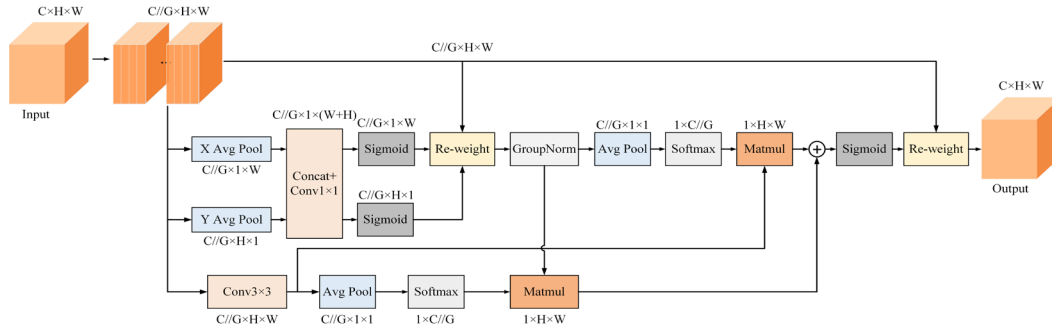 C×H×W
C//G×H×W
Input
C//G×H×W
C×H×W
Output
C//G×1×(W+H)
C//G×1×W
C//G×1×1
1×C//G
1×H×W
X Avg Pool
C//G×1×W
Concat+
Conv1×1
Sigmoid
Re-weight
GroupNorm
Avg Pool
Softmax
Matmul
Sigmoid
Re-weight
C//G×H×1
Y Avg Pool
C//G×H×1
Sigmoid
Conv3×3
C//G×H×W
Avg Pool
C//G×1×1
Softmax
1×C//G
Matmul
1×H×W